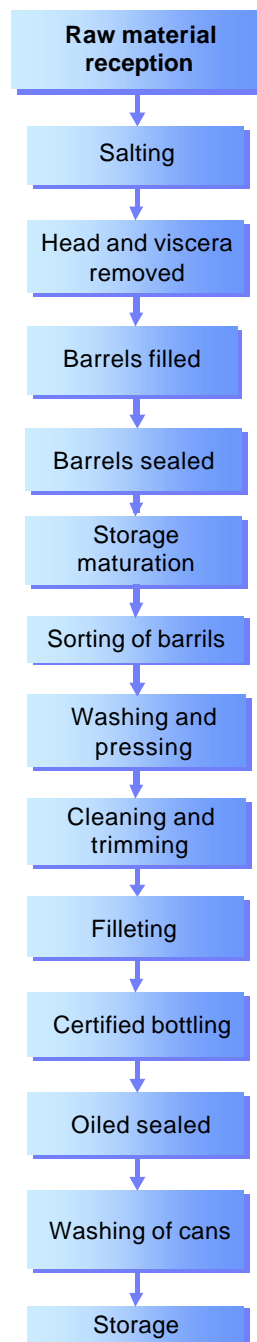 Raw material
reception
Salting
Head and viscera
removed
Barrels filled
Barrels sealed
Storage
maturation
Sorting of barrils
Washing and
pressing
Cleaning and
trimming
Filleting
Certified bottling
Oiled sealed
Washing of cans
Storage